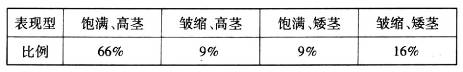 表现型 饱满、高茎 皱缩、高茎 饱满、矮茎 皱缩、矮茎
比例 66% 9% 9% 16%